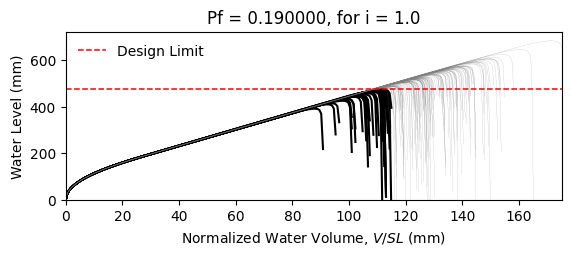 Pf = 0.190000, for i = 1.0
Water Level (mm)
600
400
200
0
Design Limit
0 20 40 60 80 100 120 140 160
Normalized Water Volume, V/SL (mm)